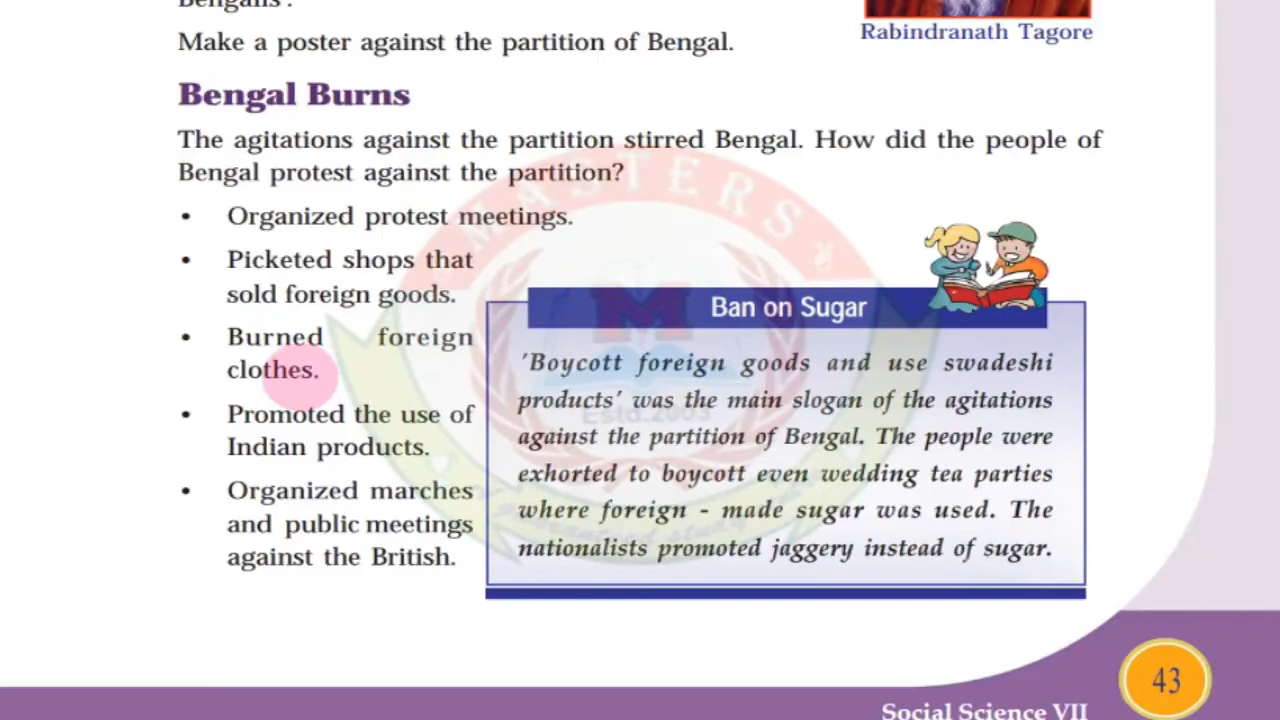 Bengalis'.
Rabindranath Tagore
Make a poster against the partition of Bengal.
Bengal Burns
The agitations against the partition stirred Bengal. How did the people of
Bengal protest against the partition?
• Organized protest meetings.
• Picketed shops that
sold foreign goods.
• Burned foreign
clothes.
• Promoted the use of
Indian products.
• Organized marches
and public meetings
against the British.
Ban on Sugar
'Boycott foreign goods and use swadeshi
products' was the main slogan of the agitations
against the partition of Bengal. The people were
exhorted to boycott even wedding tea parties
where foreign - made sugar was used. The
nationalists promoted jaggery instead of sugar.
MASTERS
M
Estd.2003
43
Social Science VII